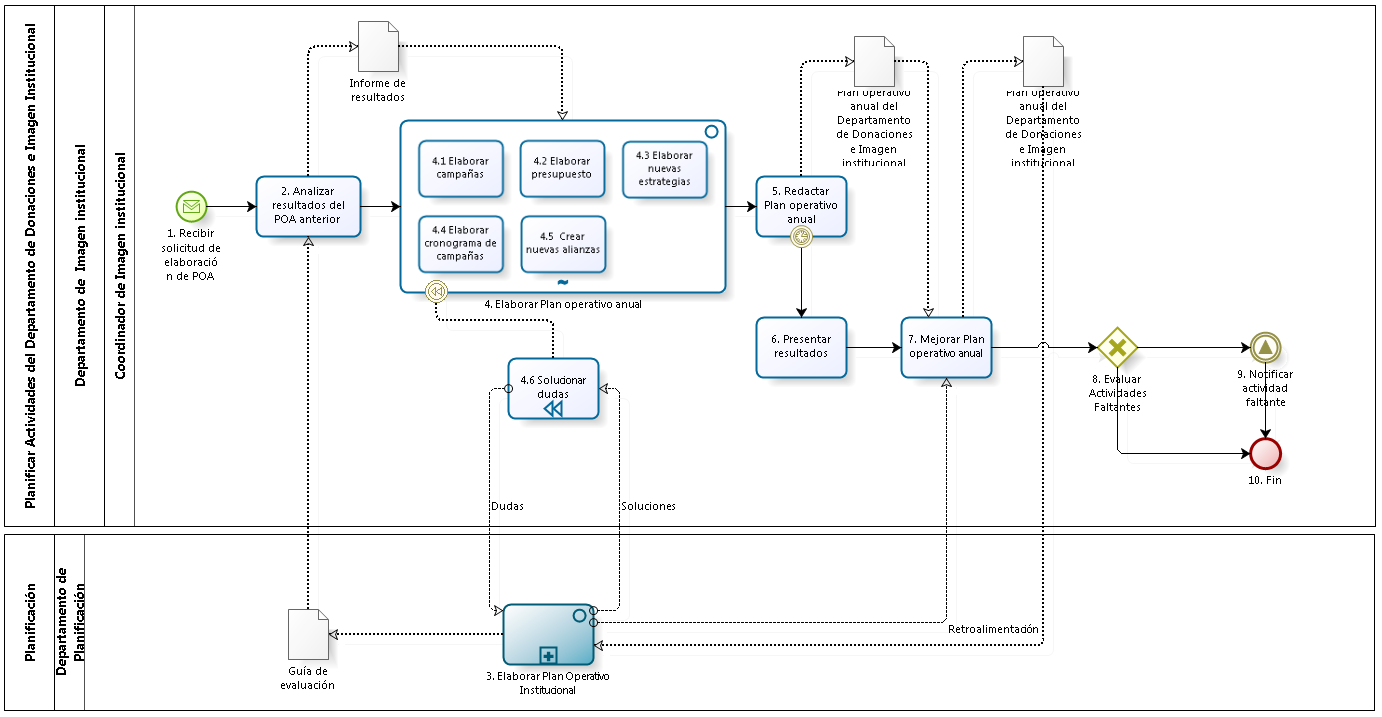 Planificar Actividades del Departamento de Donaciones e Imagen Institucional
Departamento de Imagen institucional
Coordinador de Imagen institucional
1. Recibir
solicitud de
elaboració
n de POA
2. Analizar
resultados del
POA anterior
Informe de
resultados
4.1 Elaborar
campañas
4.2 Elaborar
presupuesto
4.3 Elaborar
nuevas
estrategias
4.4 Elaborar
cronograma de
campañas
4.5 Crear
nuevas alianzas
4. Elaborar Plan operativo anual
4.6 Solucionar
dudas
Dudas
Soluciones
5. Redactar
Plan operativo
anual
Plan operativo
anual del
Departamento
de Donaciones
e Imagen
institucional
6. Presentar
resultados
7. Mejorar Plan
operativo anual
Plan operativo
anual del
Departamento
de Donaciones
e Imagen
institucional
8. Evaluar
Actividades
Faltantes
9. Notificar
actividad
faltante
10. Fin
Planificación
Departamento de
Planificación
Guía de
evaluación
3. Elaborar Plan Operativo
Institucional
Retroalimentación